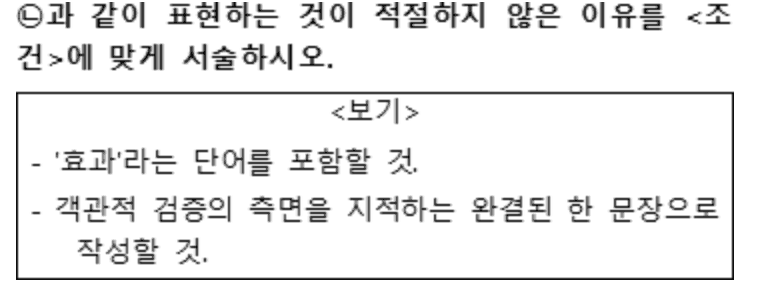 ㉡과 같이 표현하는 것이 적절하지 않은 이유를 <조
건>에 맞게 서술하시오.
<보기>
- '효과'라는 단어를 포함할 것.
- 객관적 검증의 측면을 지적하는 완결된 한 문장으로
작성할 것.